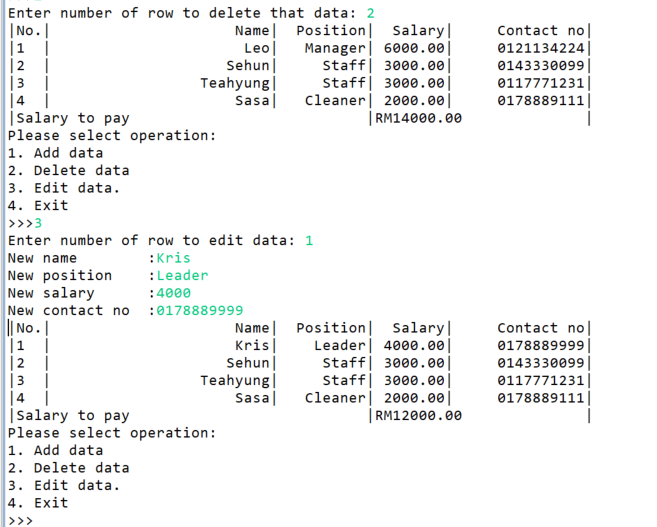 Enter number of row to delete that data: 2
|No.|                       Name|  Position|  Salary|      Contact no|
|1  |                        Leo|   Manager| 6000.00|      0121134224|
|2  |                      Sehun|     Staff| 3000.00|      0143330099|
|3  |                   Teahyung|     Staff| 3000.00|      0117771231|
|4  |                       Sasa|   Cleaner| 2000.00|      0178889111|
|Salary to pay                             |RM14000.00               |
Please select operation:
1. Add data
2. Delete data
3. Edit data.
4. Exit
>>>3
Enter number of row to edit data: 1
New name         :Kris
New position     :Leader
New salary       :4000
New contact no   :0178889999
|No.|                       Name|  Position|  Salary|      Contact no|
|1  |                       Kris|    Leader| 4000.00|      0178889999|
|2  |                      Sehun|     Staff| 3000.00|      0143330099|
|3  |                   Teahyung|     Staff| 3000.00|      0117771231|
|4  |                       Sasa|   Cleaner| 2000.00|      0178889111|
|Salary to pay                             |RM12000.00               |
Please select operation:
1. Add data
2. Delete data
3. Edit data.
4. Exit
>>>